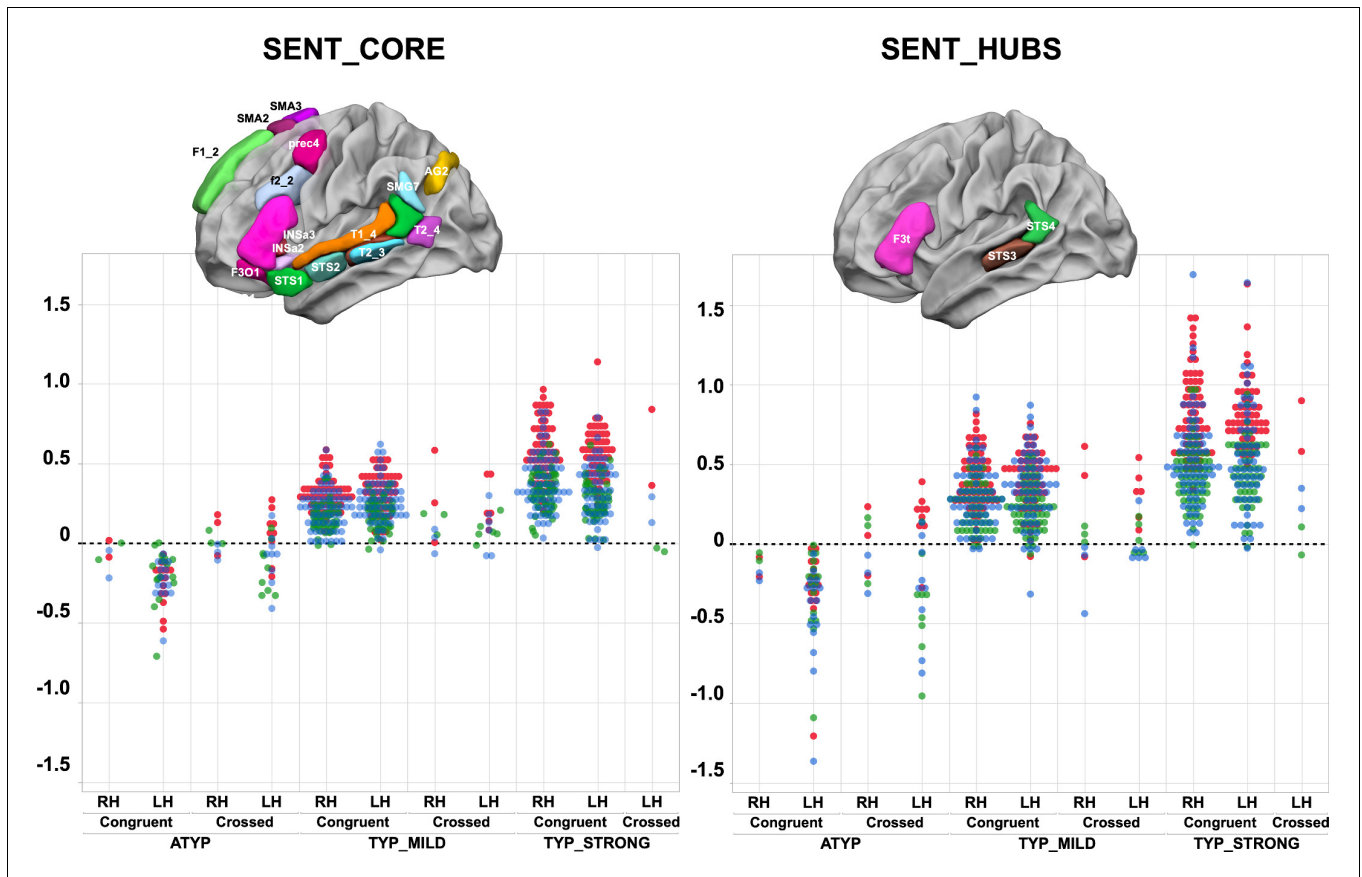 SENT_CORE
SENT_HUBS
SMA3
SMA2
prec4
F1_2
f2_2
AG2
SMG7
INSa3
INSa2
T1_4
T2_4
T2_3
F3O1
STS1
STS2
F3t
STS4
STS3
1.5
1.0
0.5
0
-0.5
-1.0
-1.5
1.5
1.0
0.5
0
-0.5
-1.0
-1.5
RH LH RH LH RH LH RH LH RH LH LH
Congruent Crossed Congruent Crossed Congruent Crossed
ATYP TYP_MILD TYP_STRONG
RH LH RH LH RH LH RH LH RH LH LH
Congruent Crossed Congruent Crossed Congruent Crossed
ATYP TYP_MILD TYP_STRONG